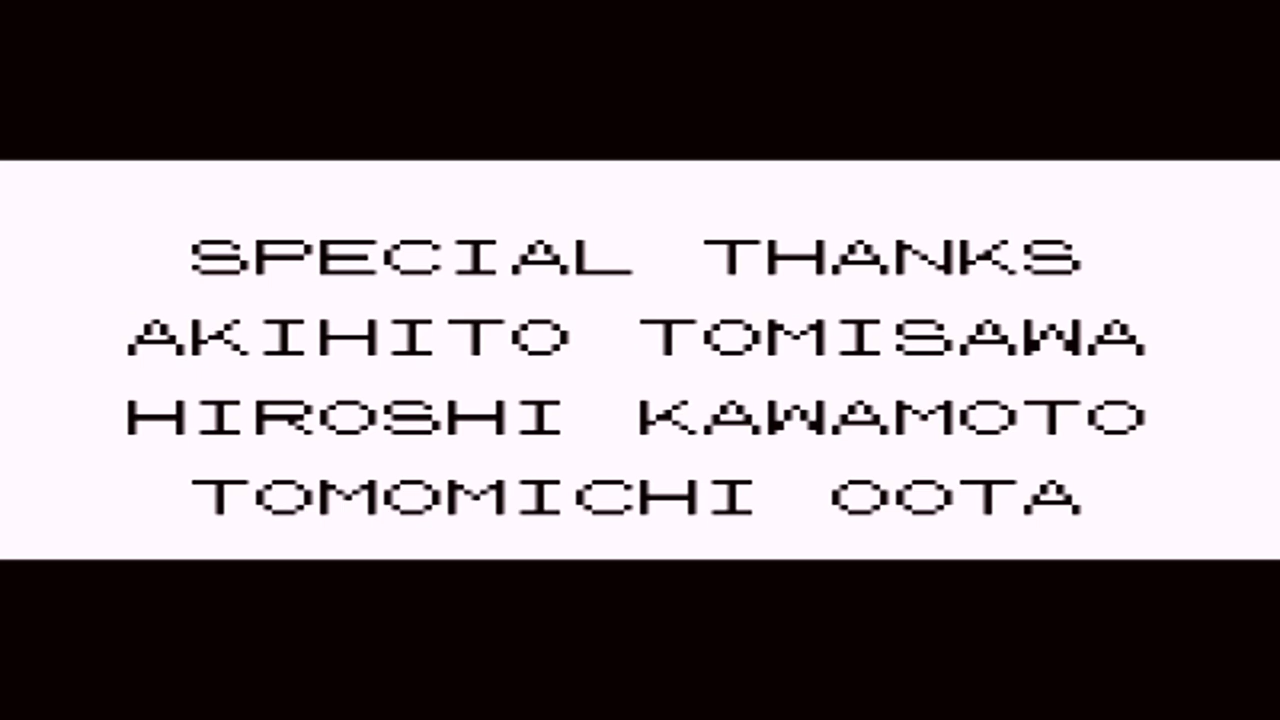 SPECIAL THANKS
AKIHITO TOMISAWA
HIROSHI KAWAMOTO
TOMOMICHI OOTA